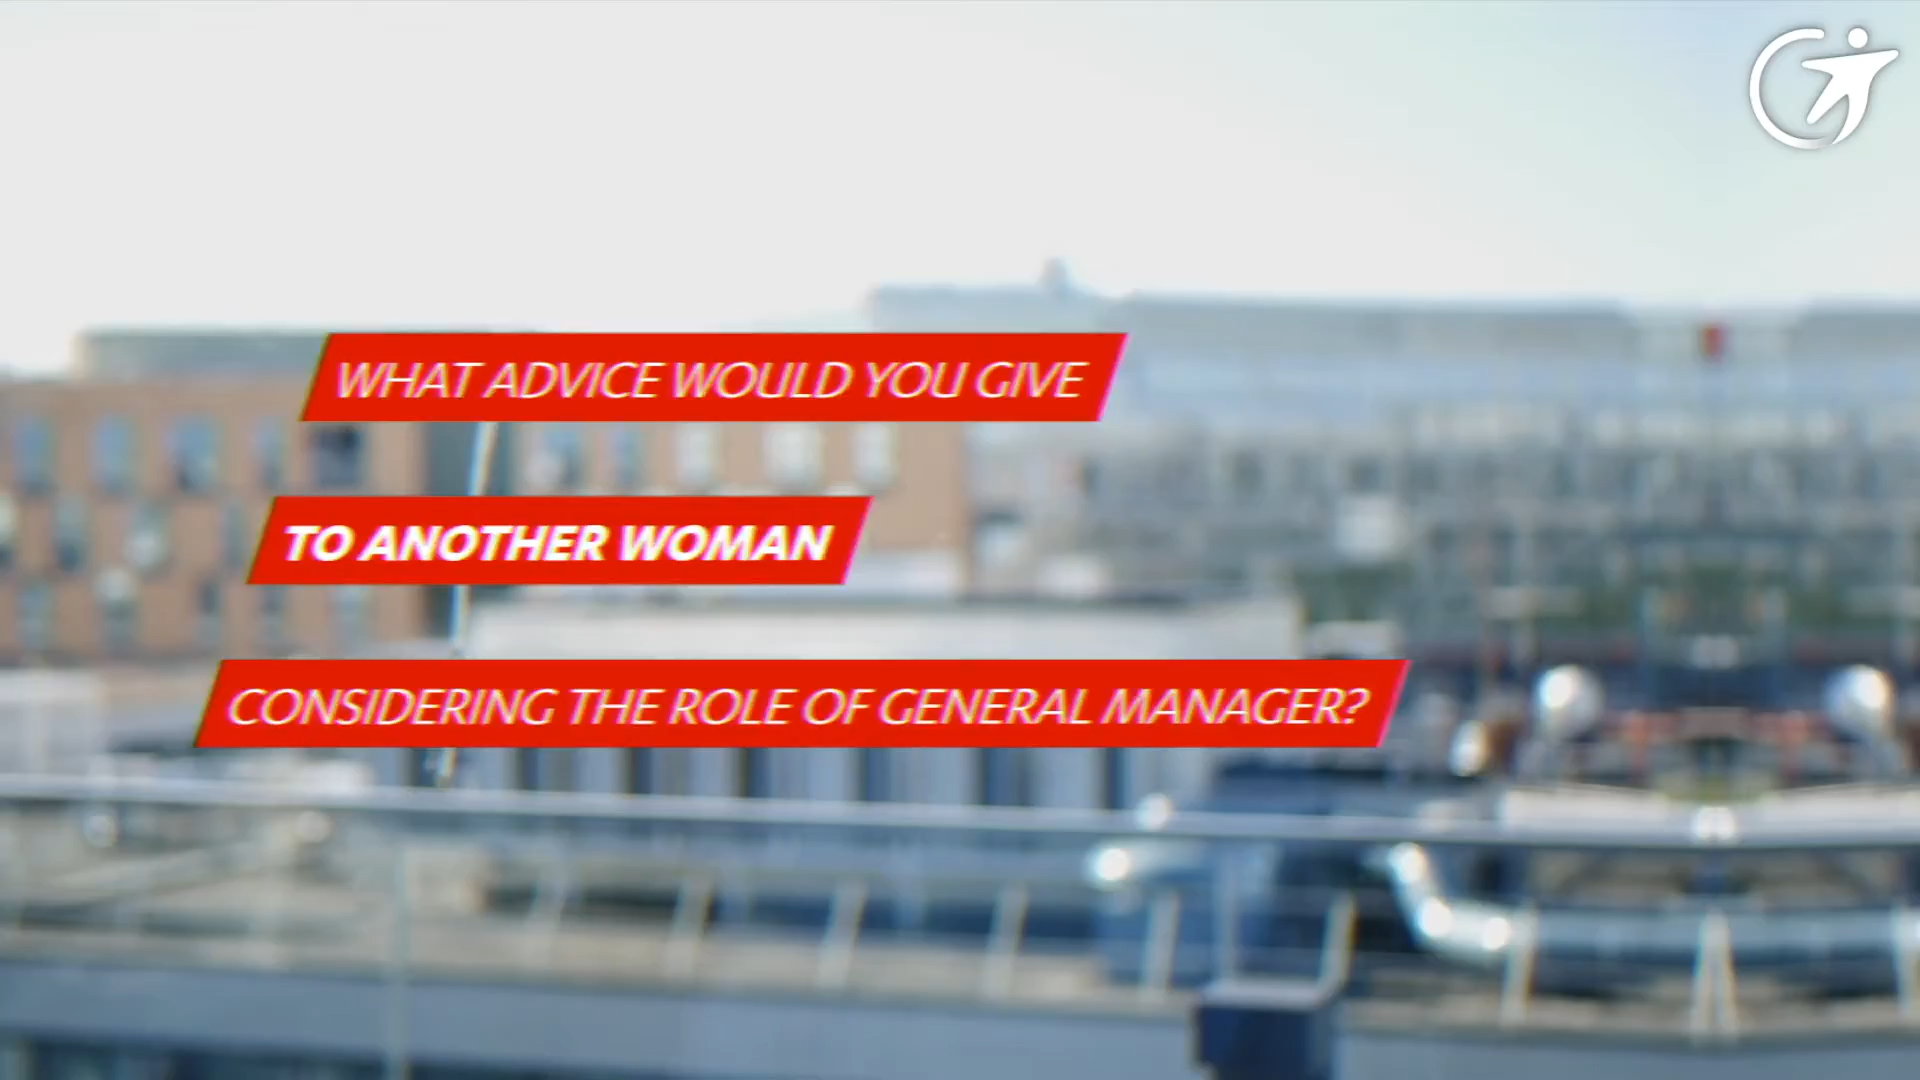 WHAT ADVICE WOULD YOU GIVE
TO ANOTHER WOMAN
CONSIDERING THE ROLE OF GENERAL MANAGER?